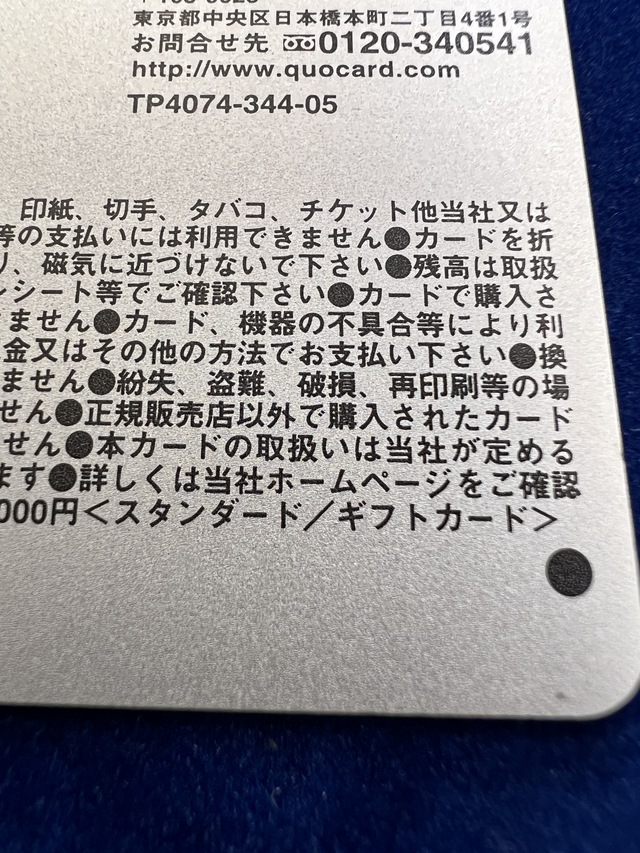 東京都中央区日本橋本町二丁目4番1号
お問合せ先 0120-340541
http://www.quocard.com
TP4074-344-05
印紙、切手、タバコ、チケット他当社又は
等の支払いには利用できません●カードを折
り、磁気に近づけないで下さい●残高は取扱
レシート等でご確認下さい●カードで購入さ
きません●カード、機器の不具合等により利
金又はその他の方法でお支払い下さい●換
ません●紛失、盗難、破損、再印刷等の場
せん●正規販売店以外で購入されたカード
せん●本カードの取扱いは当社が定める
ます●詳しくは当社ホームページをご確認
000円<スタンダード/ギフトカード>